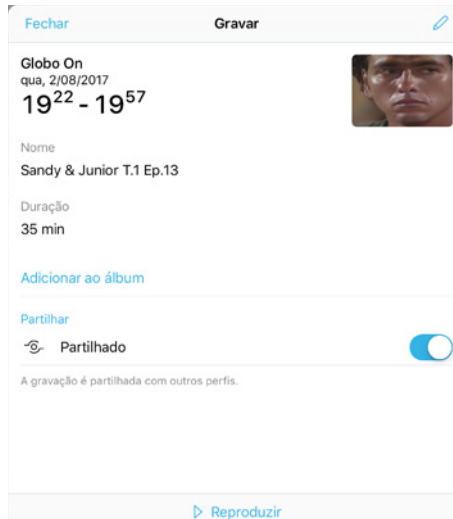 Fechar Gravar
Globo On
qua, 2/08/2017
19²² - 19⁵⁷
Nome
Sandy & Junior T.1 Ep.13
Duração
35 min
Adicionar ao álbum
Partilhar
Partilhado
A gravação é partilhada com outros perfis.
Reproduzir